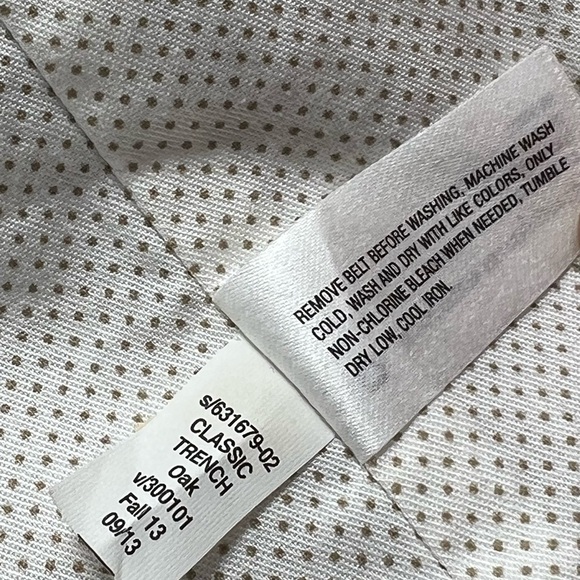 REMOVE BELT BEFORE WASHING, MACHINE WASH
COLD, WASH AND DRY WITH LIKE COLORS, ONLY
NON-CHLORINE BLEACH WHEN NEEDED, TUMBLE
DRY LOW, COOL IRON.
s/631679-02
CLASSIC
TRENCH
Oak
v/300101
Fall 13
09/13